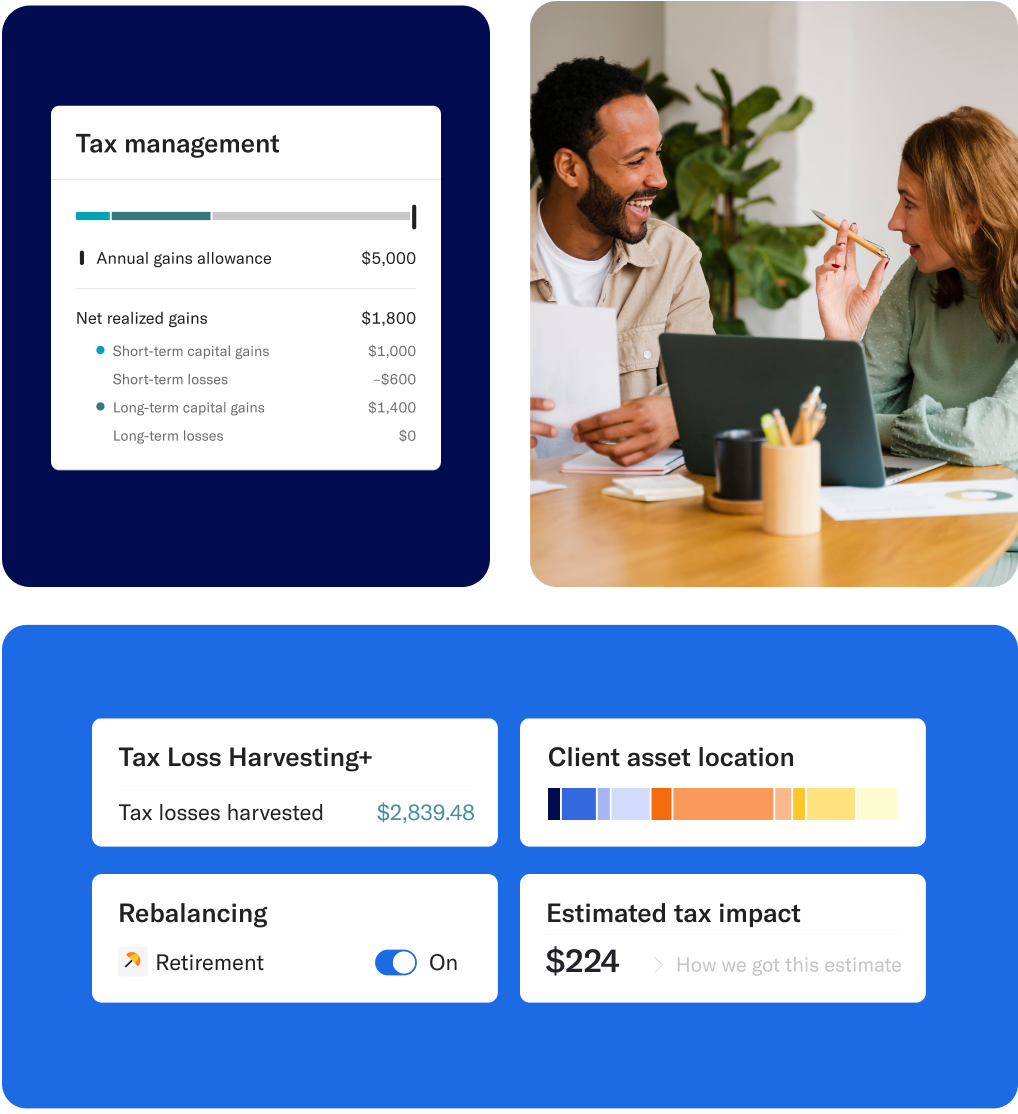 Tax management
Annual gains allowance $5,000
Net realized gains $1,800
Short-term capital gains $1,000
Short-term losses –$600
Long-term capital gains $1,400
Long-term losses $0
Tax Loss Harvesting+
Tax losses harvested $2,839.48
Client asset location
Rebalancing
Retirement On
Estimated tax impact
$224 How we got this estimate